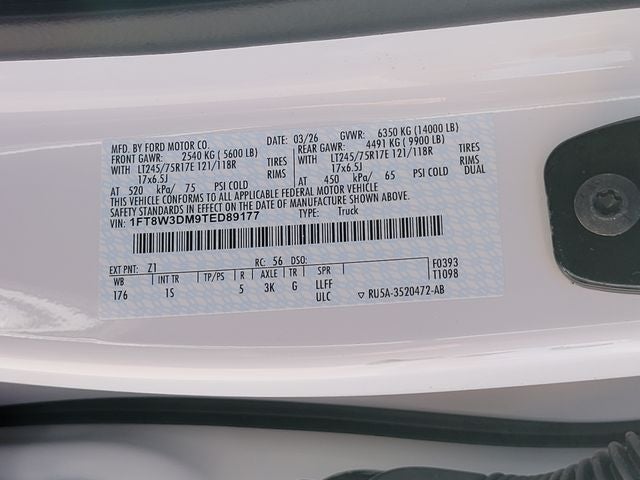 MFD. BY FORD MOTOR CO. 03/26 GVWR: 6350 KG (14000 LB)
FRONT GAWR: 2540 KG (5600 LB) REAR GAWR: 4491 KG (9900 LB)
WITH LT245/75R17E 121/118R TIRES WITH LT245/75R17E 121/118R TIRES
17x6.5J RIMS 17x6.5J RIMS
AT 520 kPa/ 75 PSI COLD AT 450 kPa/ 65 PSI COLD DUAL
THIS VEHICLE CONFORMS TO ALL APPLICABLE FEDERAL MOTOR VEHICLE
SAFETY STANDARDS IN EFFECT ON THE DATE OF MANUFACTURE SHOWN ABOVE.
VIN: 1FT8W3DM9TED89177 TYPE: Truck
EXT PNT: Z1 RC: 56 DSO: F0393
WB INT TR TP/PS R AXLE TR SPR T1098
176 1S 5 3K G LLFF
ULC ▽ RU5A-3520472-AB